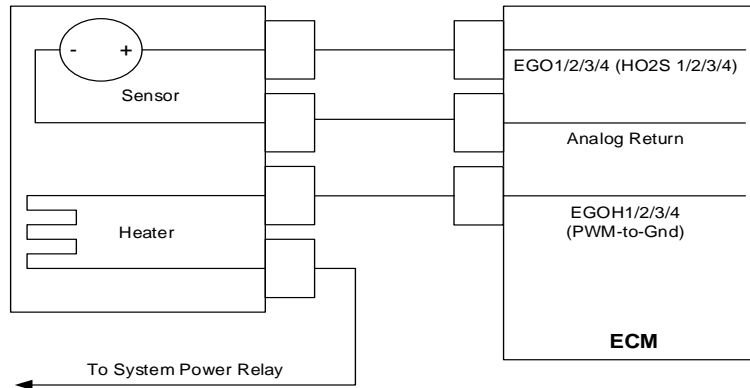 - +
Sensor
EGO1/2/3/4 (HO2S 1/2/3/4)
Analog Return
Heater
EGOH1/2/3/4
(PWM-to-Gnd)
ECM
To System Power Relay